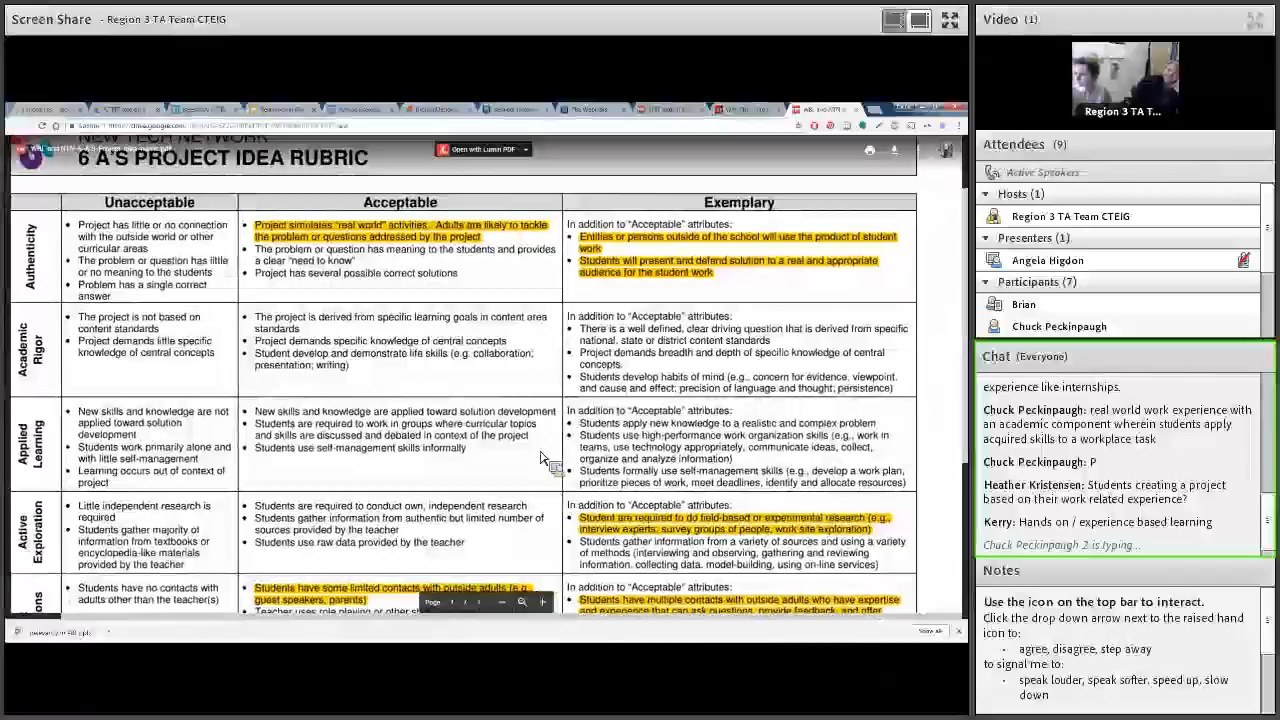 Screen Share - Region 3 TA Team CTEIG
NEW TECH NETWORK
6 A'S PROJECT IDEA RUBRIC
Open with Lumin PDF
Unacceptable
Acceptable
Exemplary
Authenticity
• Project has little or no connection
with the outside world or other
curricular areas
• The problem or question has little
or no meaning to the students
• Problem has a single correct
answer
• Project simulates "real world" activities. Adults are likely to tackle
the problem or questions addressed by the project
• The problem or question has meaning to the students and provides
a clear "need to know"
• Project has several possible correct solutions
In addition to "Acceptable" attributes:
• Entities or persons outside of the school will use the product of student
work
• Students will present and defend solution to a real and appropriate
audience for the student work
Academic
Rigor
• The project is not based on
content standards
• Project demands little specific
knowledge of central concepts
• The project is derived from specific learning goals in content area
standards
• Project demands specific knowledge of central concepts
• Student develop and demonstrate life skills (e.g. collaboration;
presentation; writing)
In addition to "Acceptable" attributes:
• There is a well defined, clear driving question that is derived from specific
national, state or district content standards
• Project demands breadth and depth of specific knowledge of central
concepts
• Students develop habits of mind (e.g., concern for evidence, viewpoint,
and cause and effect; precision of language and thought; persistence)
Applied
Learning
• New skills and knowledge are not
applied toward solution
development
• Students work primarily alone and
with little self-management
• Learning occurs out of context of
project
• New skills and knowledge are applied toward solution development
• Students are required to work in groups where curricular topics
and skills are discussed and debated in context of the project
• Students use self-management skills informally
In addition to "Acceptable" attributes:
• Students apply new knowledge to a realistic and complex problem
• Students use high-performance work organization skills (e.g., work in
teams, use technology appropriately, communicate ideas, collect,
organize and analyze information)
• Students formally use self-management skills (e.g., develop a work plan,
prioritize pieces of work, meet deadlines, identify and allocate resources)
Active
Exploration
• Little independent research is
required
• Students gather majority of
information from textbooks or
encyclopedia-like materials
provided by the teacher
• Students are required to conduct own, independent research
• Students gather information from authentic but limited number of
sources provided by the teacher
• Students use raw data provided by the teacher
In addition to "Acceptable" attributes:
• Student are required to do field-based or experimental research (e.g.,
interview experts, survey groups of people, work site exploration)
• Students gather information from a variety of sources and using a variety
of methods (interviewing and observing, gathering and reviewing
information, collecting data, model-building, using on-line services)
• Students have no contacts with
adults other than the teacher(s)
• Students have some limited contacts with outside adults (e.g.,
guest speakers, parents)
In addition to "Acceptable" attributes:
• Students have multiple contacts with outside adults who have expertise
and experience that can ask questions, provide feedback, and offer
Page
Show all
Video (1)
Region 3 TA T...
Attendees (9)
Active Speakers
Hosts (1)
Region 3 TA Team CTEIG
Presenters (1)
Angela Higdon
Participants (7)
Brian
Chuck Peckinpaugh
Chat (Everyone)
experience like internships.
Chuck Peckinpaugh: real world work experience with
an academic component wherein students apply
acquired skills to a workplace task
Chuck Peckinpaugh: P
Heather Kristensen: Students creating a project
based on their work related experience?
Kerry: Hands on / experience based learning
Chuck Peckinpaugh 2 is typing...
Notes
Use the icon on the top bar to interact.
Click the drop down arrow next to the raised hand
icon to:
• agree, disagree, step away
to signal me to:
• speak louder, speak softer, speed up, slow
down